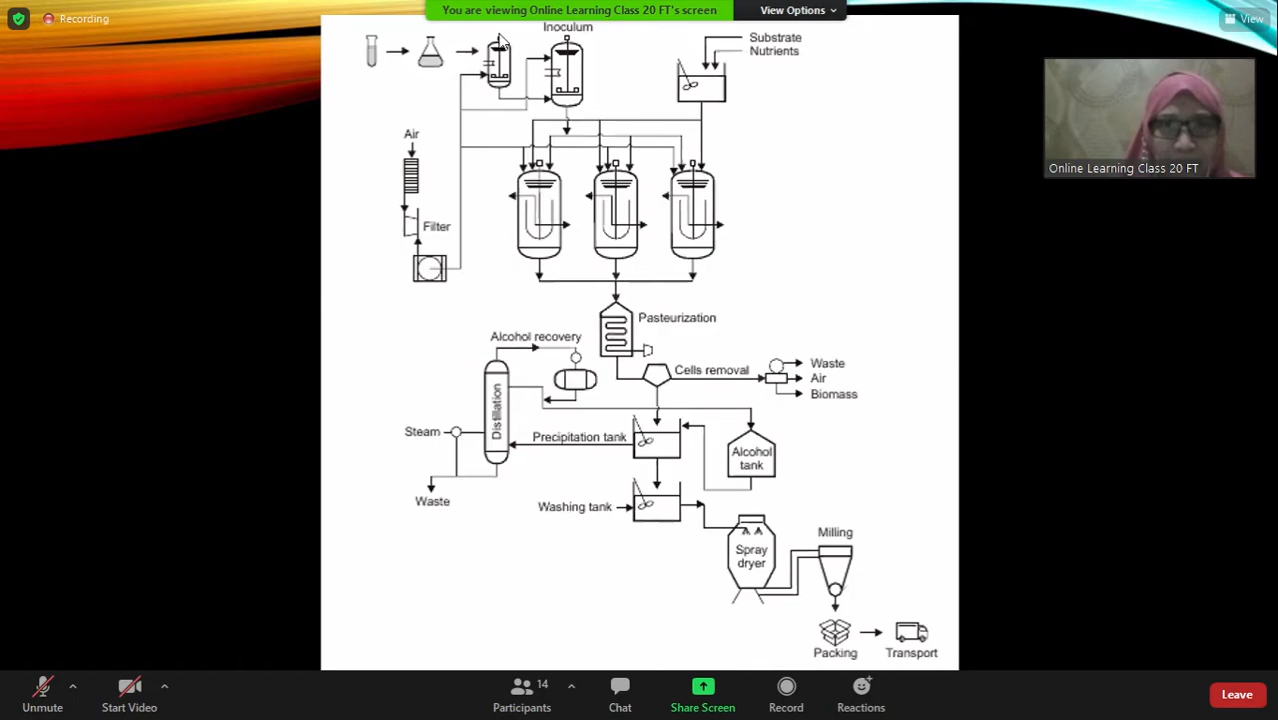 You are viewing Online Learning Class 20 FT's screen
View Options
Recording
View
Inoculum
Substrate
Nutrients
Air
Filter
Online Learning Class 20 FT
Pasteurization
Alcohol recovery
Cells removal
Waste
Air
Biomass
Distillation
Steam
Precipitation tank
Alcohol
tank
Waste
Washing tank
Milling
Spray
dryer
Packing
Transport
Unmute
Start Video
14
Participants
Chat
Share Screen
Record
Reactions
Leave